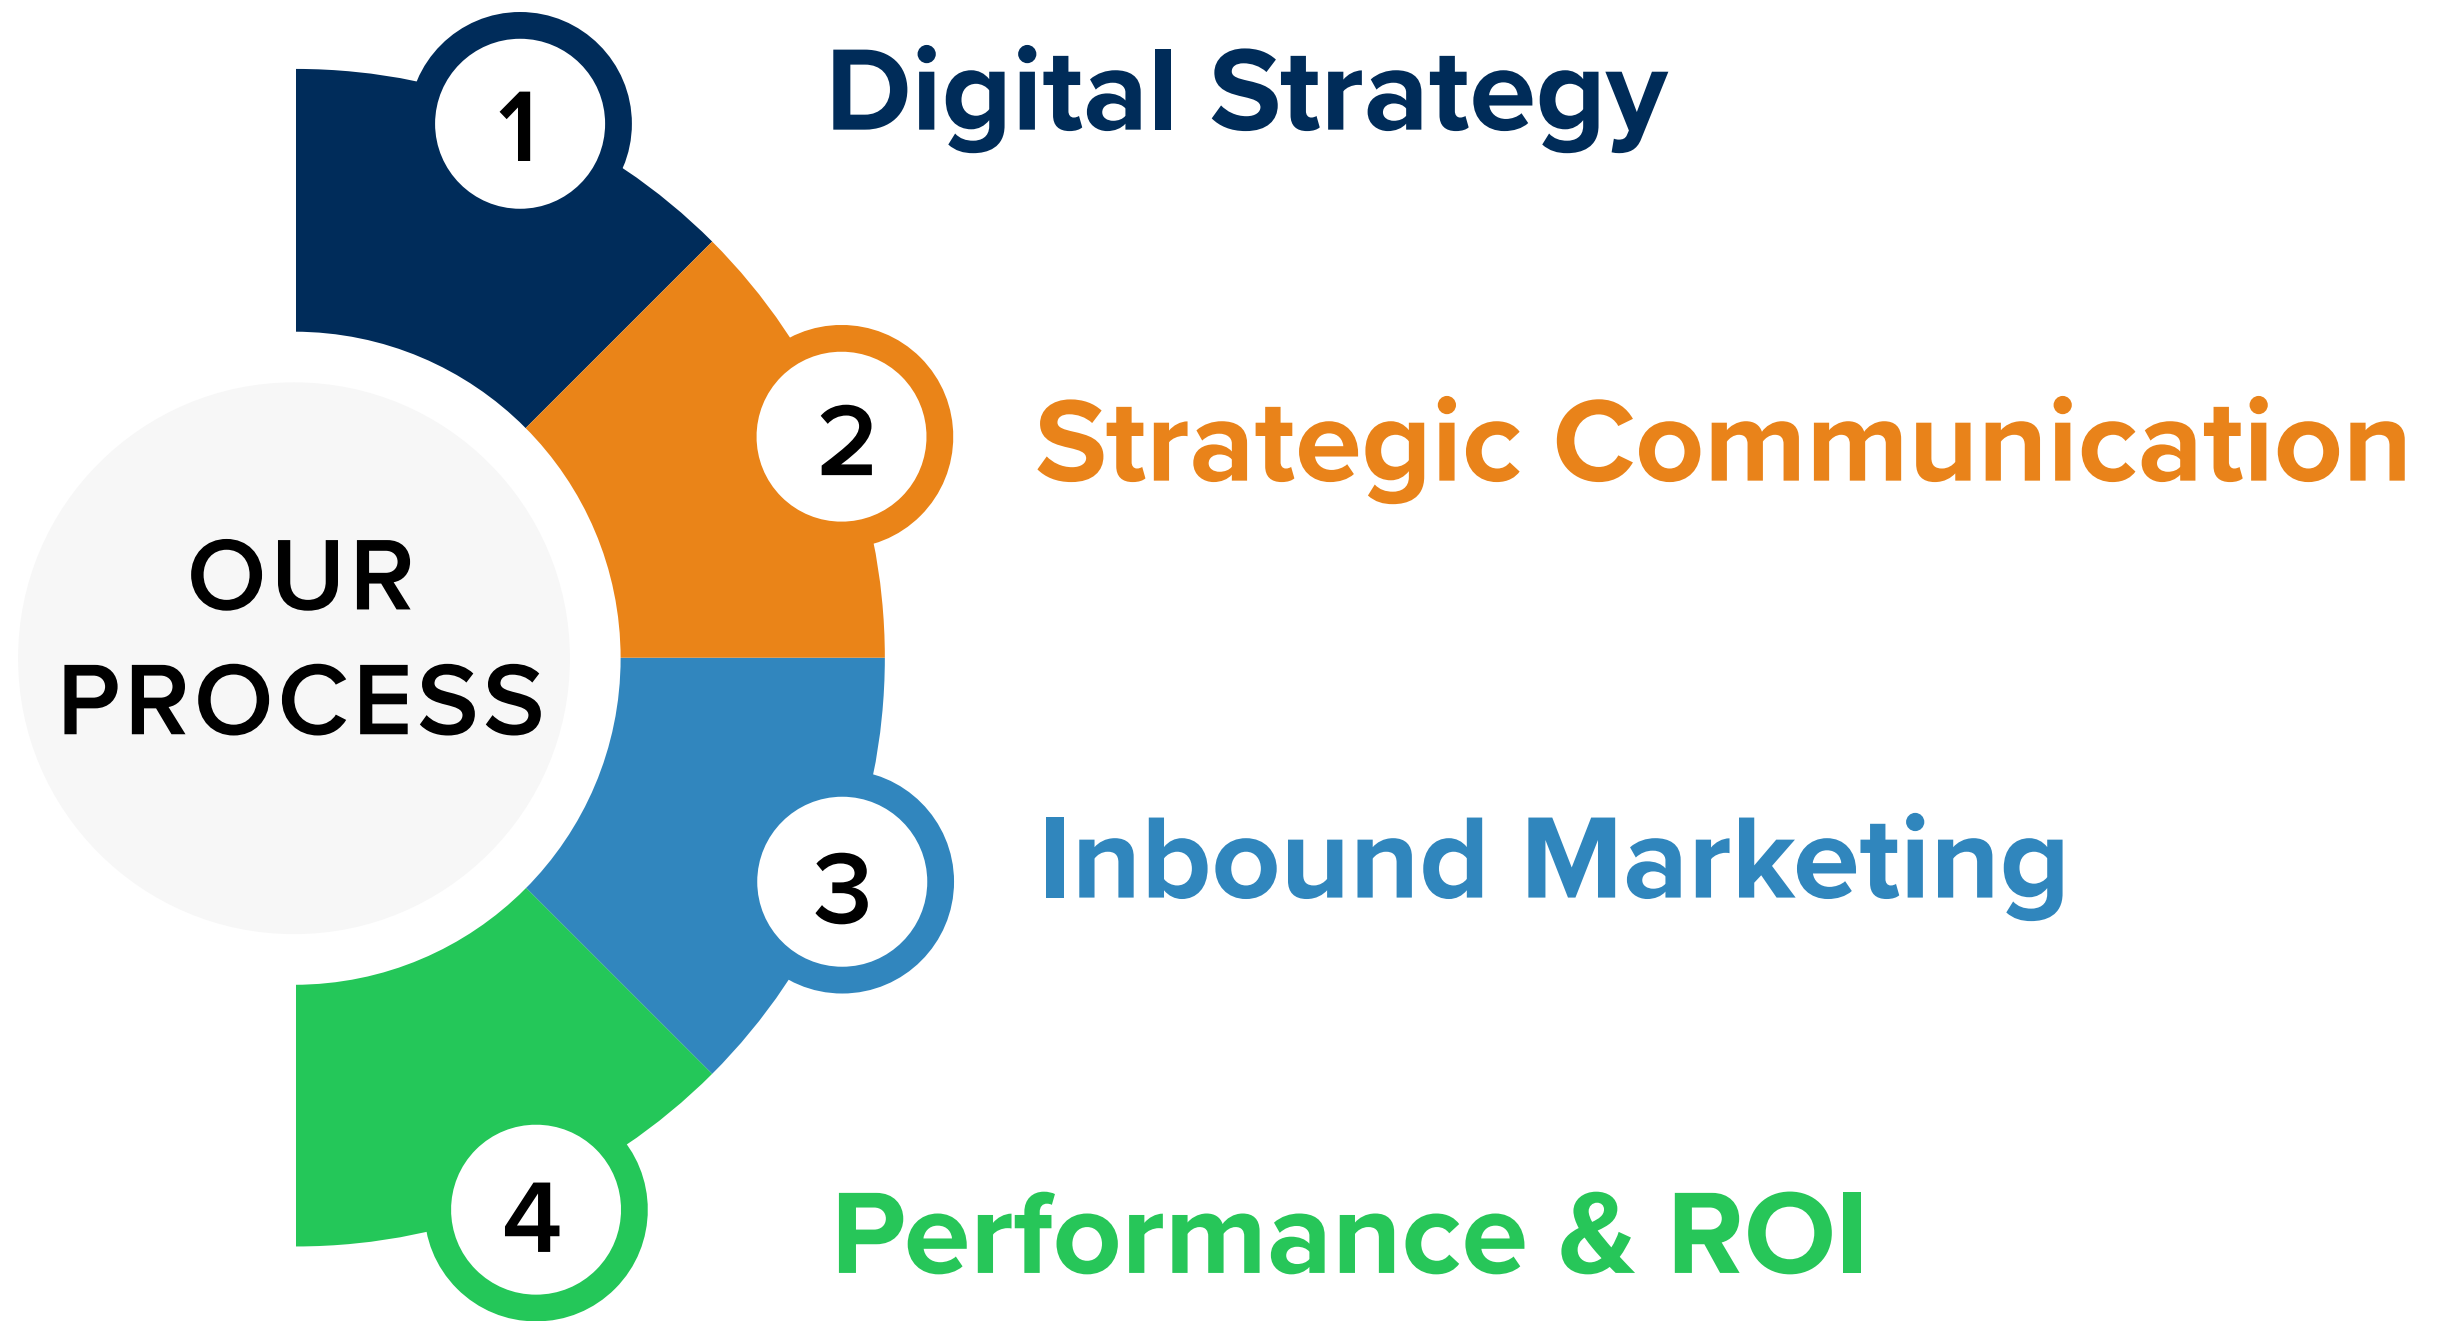 OUR
PROCESS
1
Digital Strategy
2
Strategic Communication
3
Inbound Marketing
4
Performance & ROI